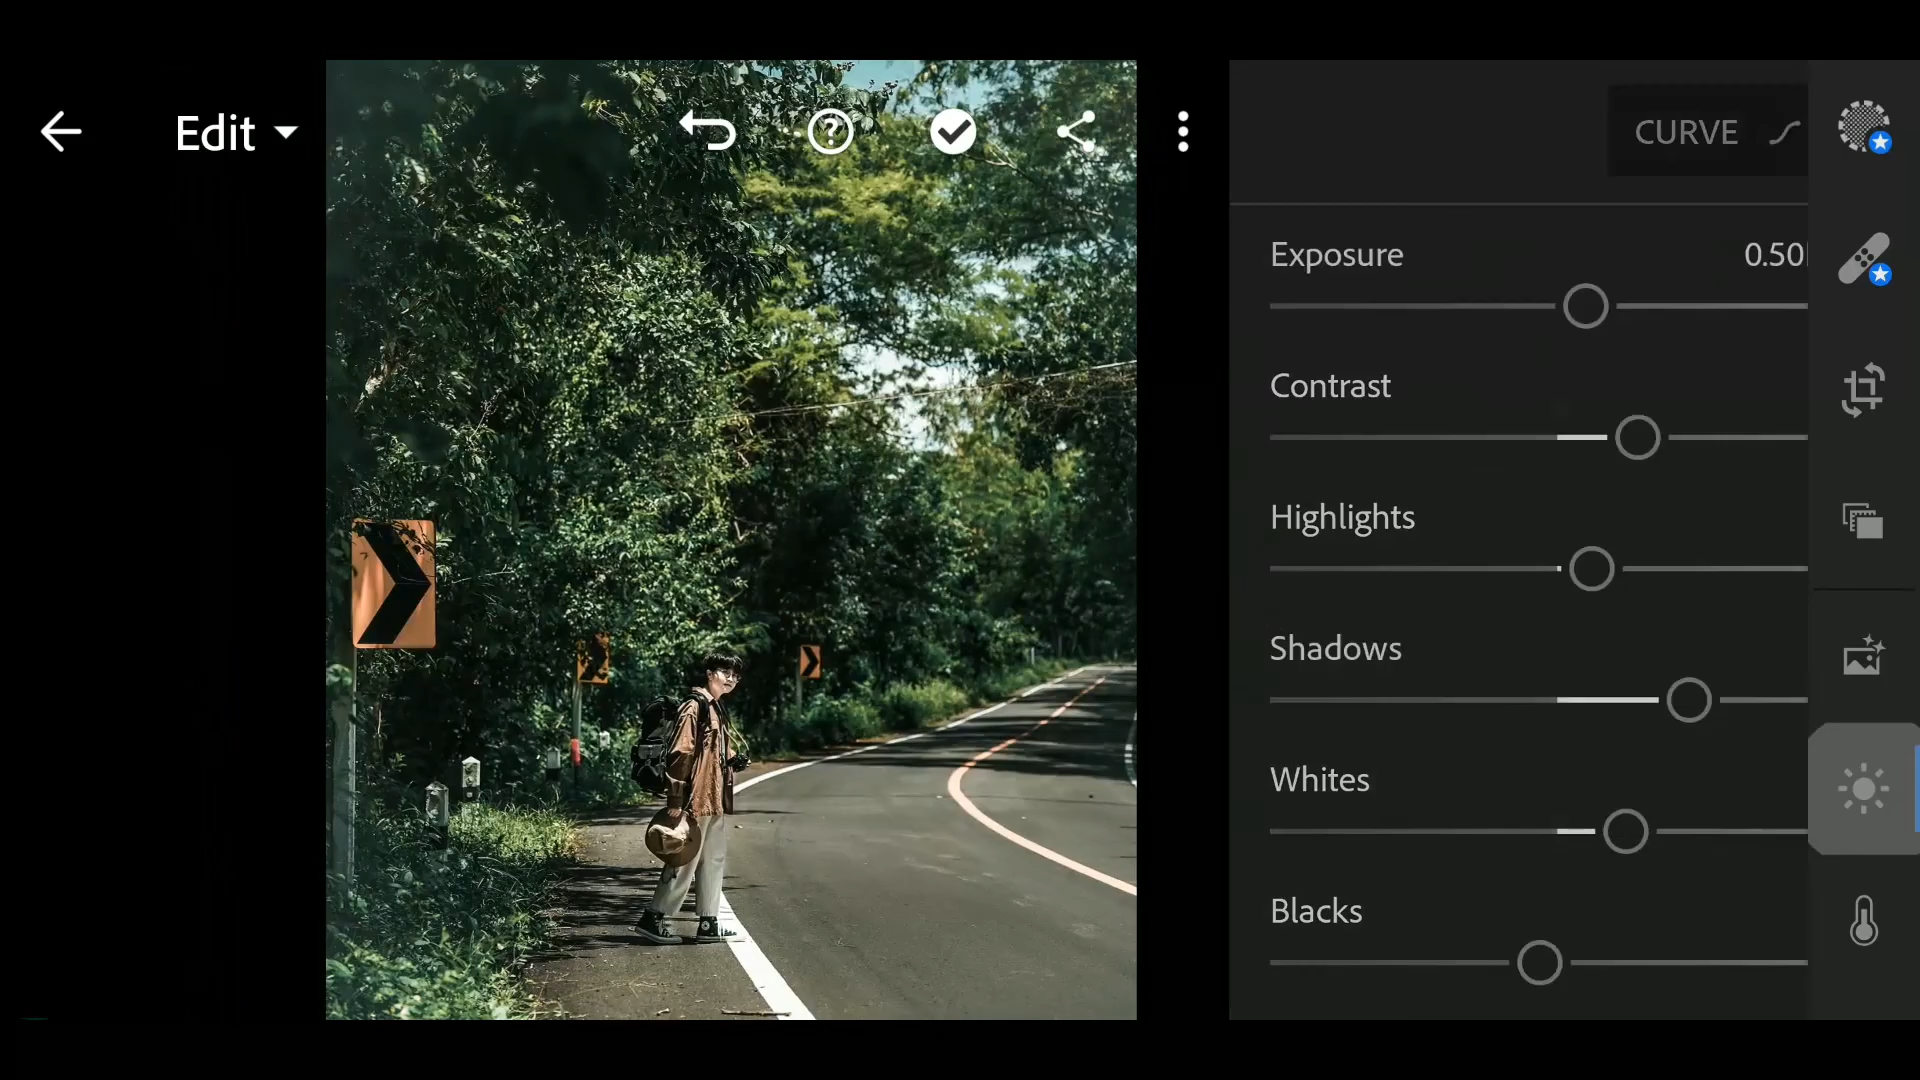 Edit
CURVE
Exposure 0.50
Contrast
Highlights
Shadows
Whites
Blacks